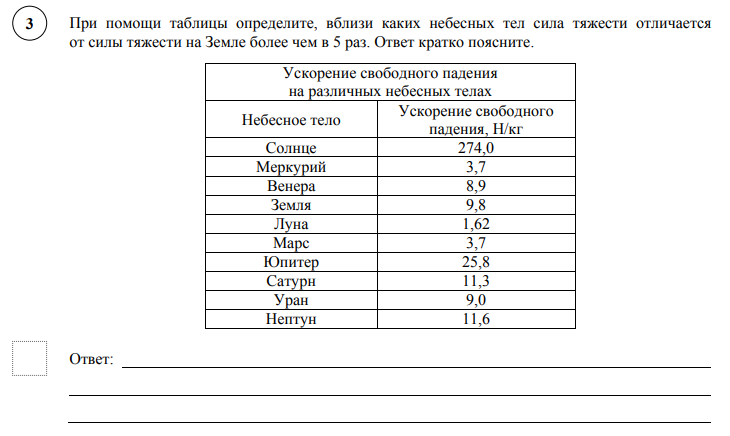 3
При помощи таблицы определите, вблизи каких небесных тел сила тяжести отличается
от силы тяжести на Земле более чем в 5 раз. Ответ кратко поясните.
Ускорение свободного падения
на различных небесных телах
Небесное тело
Ускорение свободного
падения, Н/кг
Солнце 274,0
Меркурий 3,7
Венера 8,9
Земля 9,8
Луна 1,62
Марс 3,7
Юпитер 25,8
Сатурн 11,3
Уран 9,0
Нептун 11,6
Ответ: